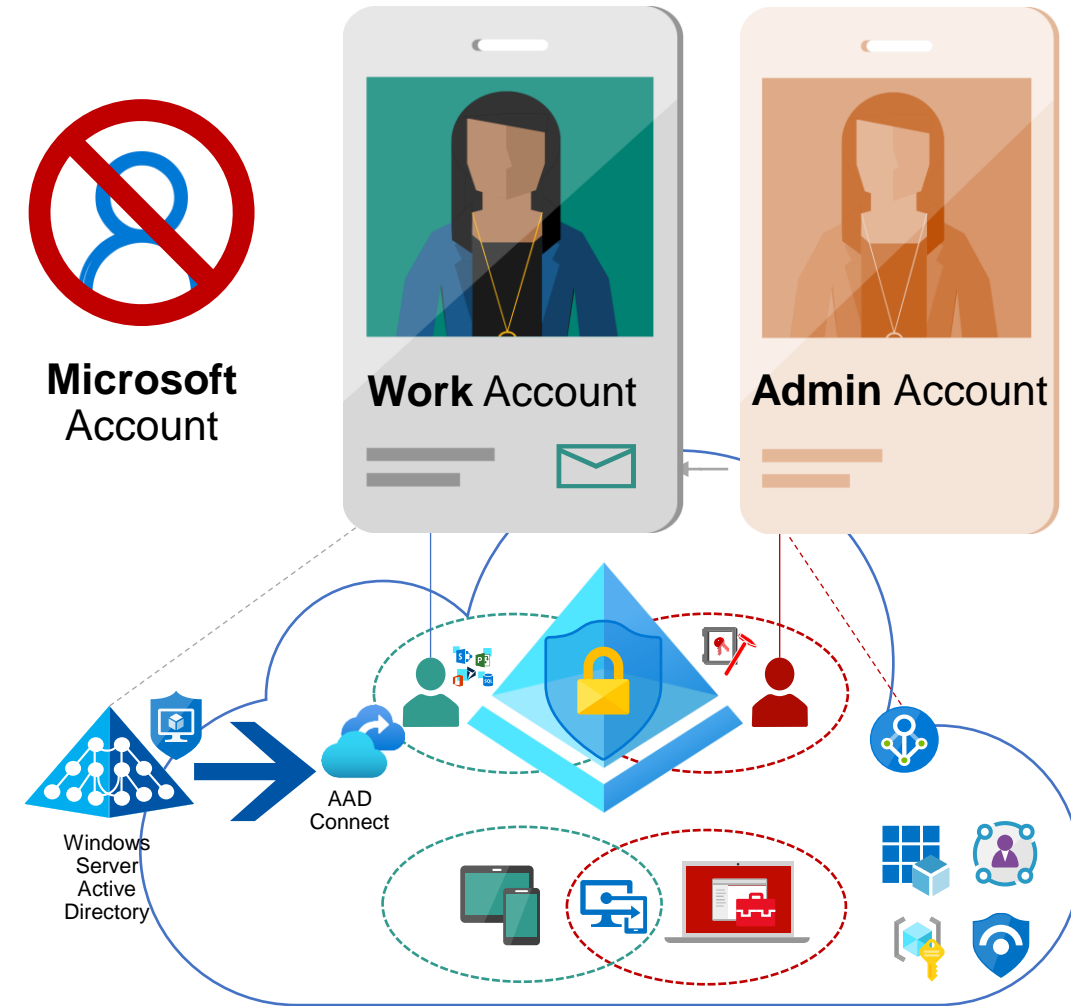 Microsoft
Account
Work Account
Admin Account
AAD
Connect
Windows
Server
Active
Directory